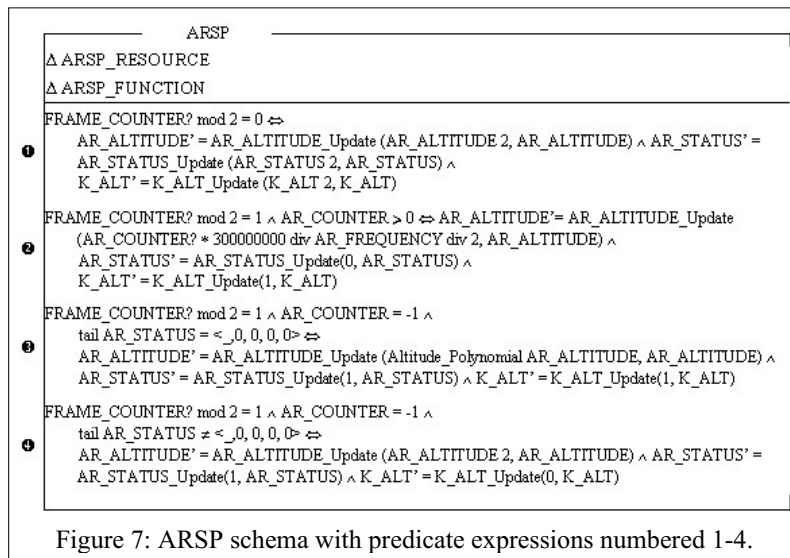 ARSP
Δ ARSP_RESOURCE
Δ ARSP_FUNCTION
FRAME_COUNTER? mod 2 = 0 ⇔
AR_ALTITUDE' = AR_ALTITUDE_Update (AR_ALTITUDE 2, AR_ALTITUDE) ∧ AR_STATUS' =
❶ AR_STATUS_Update (AR_STATUS 2, AR_STATUS) ∧
K_ALT' = K_ALT_Update (K_ALT 2, K_ALT)
FRAME_COUNTER? mod 2 = 1 ∧ AR_COUNTER > 0 ⇔ AR_ALTITUDE'= AR_ALTITUDE_Update
❷ (AR_COUNTER? * 300000000 div AR_FREQUENCY div 2, AR_ALTITUDE) ∧
AR_STATUS' = AR_STATUS_Update(0, AR_STATUS) ∧
K_ALT' = K_ALT_Update(1, K_ALT)
FRAME_COUNTER? mod 2 = 1 ∧ AR_COUNTER = -1 ∧
❸ tail AR_STATUS = <_,0, 0, 0, 0> ⇔
AR_ALTITUDE' = AR_ALTITUDE_Update (Altitude_Polynomial AR_ALTITUDE, AR_ALTITUDE) ∧
AR_STATUS' = AR_STATUS_Update(1, AR_STATUS) ∧ K_ALT' = K_ALT_Update(1, K_ALT)
FRAME_COUNTER? mod 2 = 1 ∧ AR_COUNTER = -1 ∧
❹ tail AR_STATUS ≠ <_,0, 0, 0, 0> ⇔
AR_ALTITUDE' = AR_ALTITUDE_Update (AR_ALTITUDE 2, AR_ALTITUDE) ∧ AR_STATUS' =
AR_STATUS_Update(1, AR_STATUS) ∧ K_ALT' = K_ALT_Update(0, K_ALT)
Figure 7: ARSP schema with predicate expressions numbered 1-4.